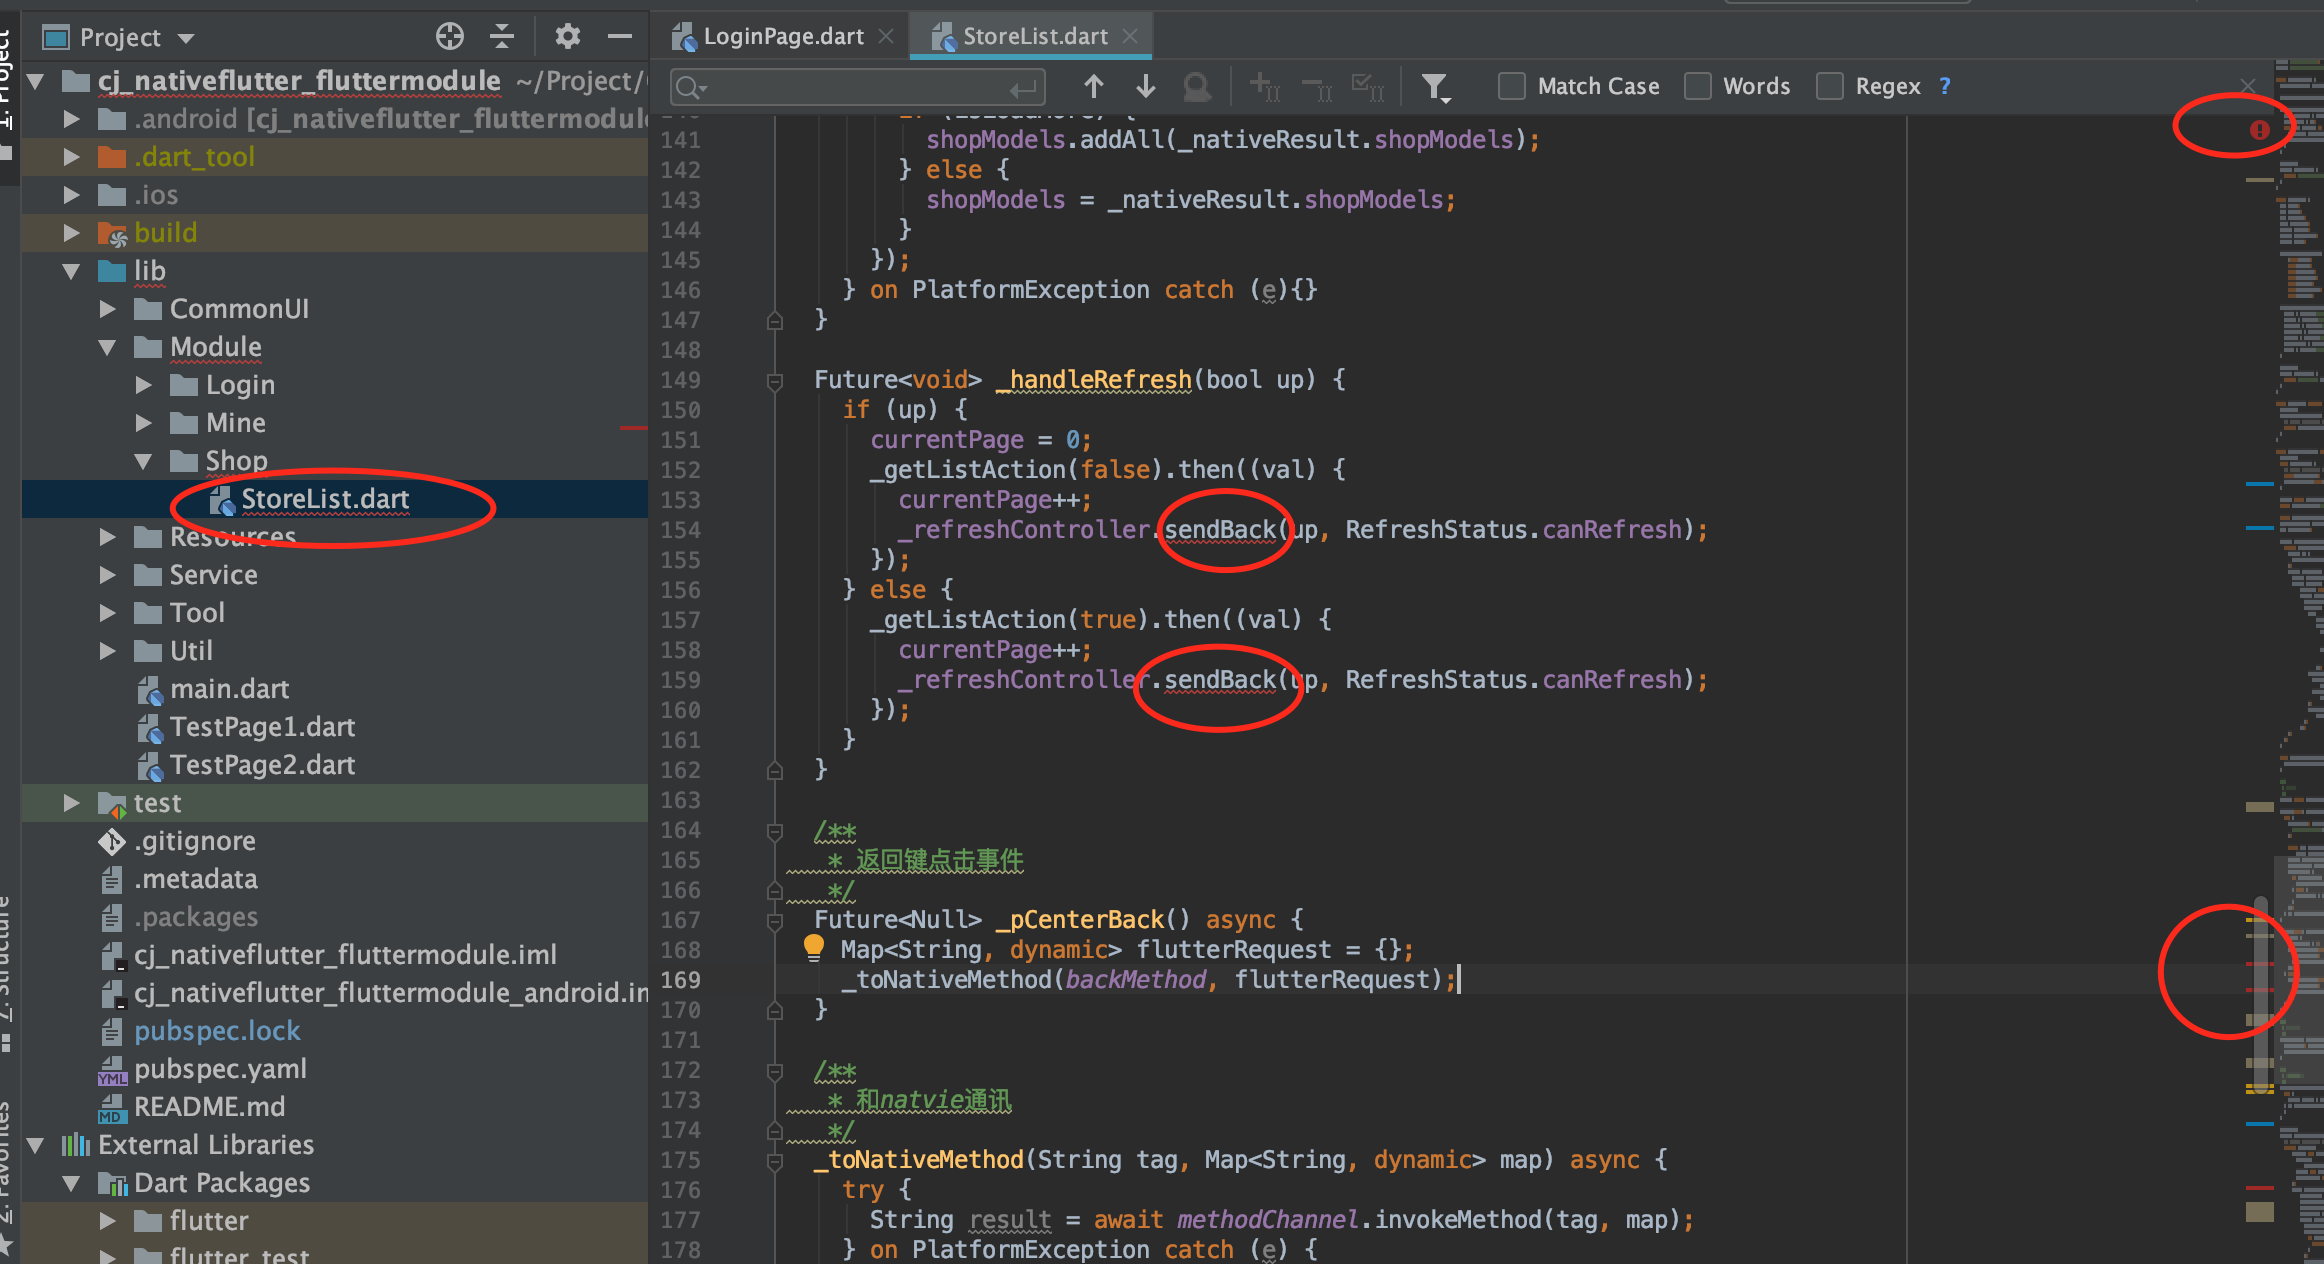 1: Project
Project
cj_nativeflutter_fluttermodule ~/Project/
.android [cj_nativeflutter_fluttermodule
.dart_tool
.ios
build
lib
CommonUI
Module
Login
Mine
Shop
StoreList.dart
Resources
Service
Tool
Util
main.dart
TestPage1.dart
TestPage2.dart
test
.gitignore
.metadata
.packages
cj_nativeflutter_fluttermodule.iml
cj_nativeflutter_fluttermodule_android.im
pubspec.lock
pubspec.yaml
README.md
External Libraries
Dart Packages
flutter
flutter_test
7: Structure
2: Favorites
LoginPage.dart
StoreList.dart
Match Case
Words
Regex ?
141 shopModels.addAll(_nativeResult.shopModels);
142 } else {
143 shopModels = _nativeResult.shopModels;
144 }
145 });
146 } on PlatformException catch (e){}
147 }
148
149 Future<void> _handleRefresh(bool up) {
150 if (up) {
151 currentPage = 0;
152 _getListAction(false).then((val) {
153 currentPage++;
154 _refreshController.sendBack(up, RefreshStatus.canRefresh);
155 });
156 } else {
157 _getListAction(true).then((val) {
158 currentPage++;
159 _refreshController.sendBack(up, RefreshStatus.canRefresh);
160 });
161 }
162 }
163
164 /**
165 * 返回键点击事件
166 */
167 Future<Null> _pCenterBack() async {
168 Map<String, dynamic> flutterRequest = {};
169 _toNativeMethod(backMethod, flutterRequest);
170 }
171
172 /**
173 * 和natvie通讯
174 */
175 _toNativeMethod(String tag, Map<String, dynamic> map) async {
176 try {
177 String result = await methodChannel.invokeMethod(tag, map);
178 } on PlatformException catch (e) {